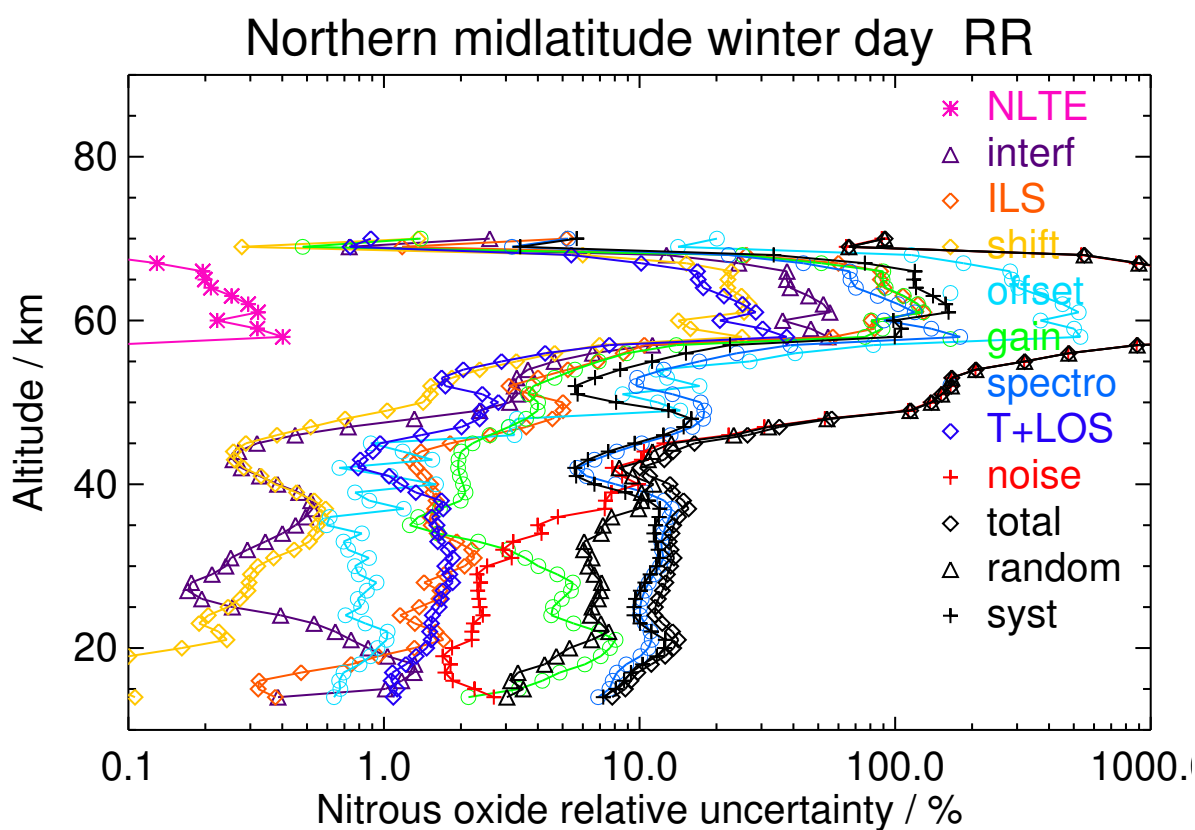 Northern midlatitude winter day RR
NLTE
interf
ILS
shift
offset
gain
spectro
T+LOS
noise
total
random
syst
Altitude / km
80
60
40
20
0.1 1.0 10.0 100.0 1000.0
Nitrous oxide relative uncertainty / %